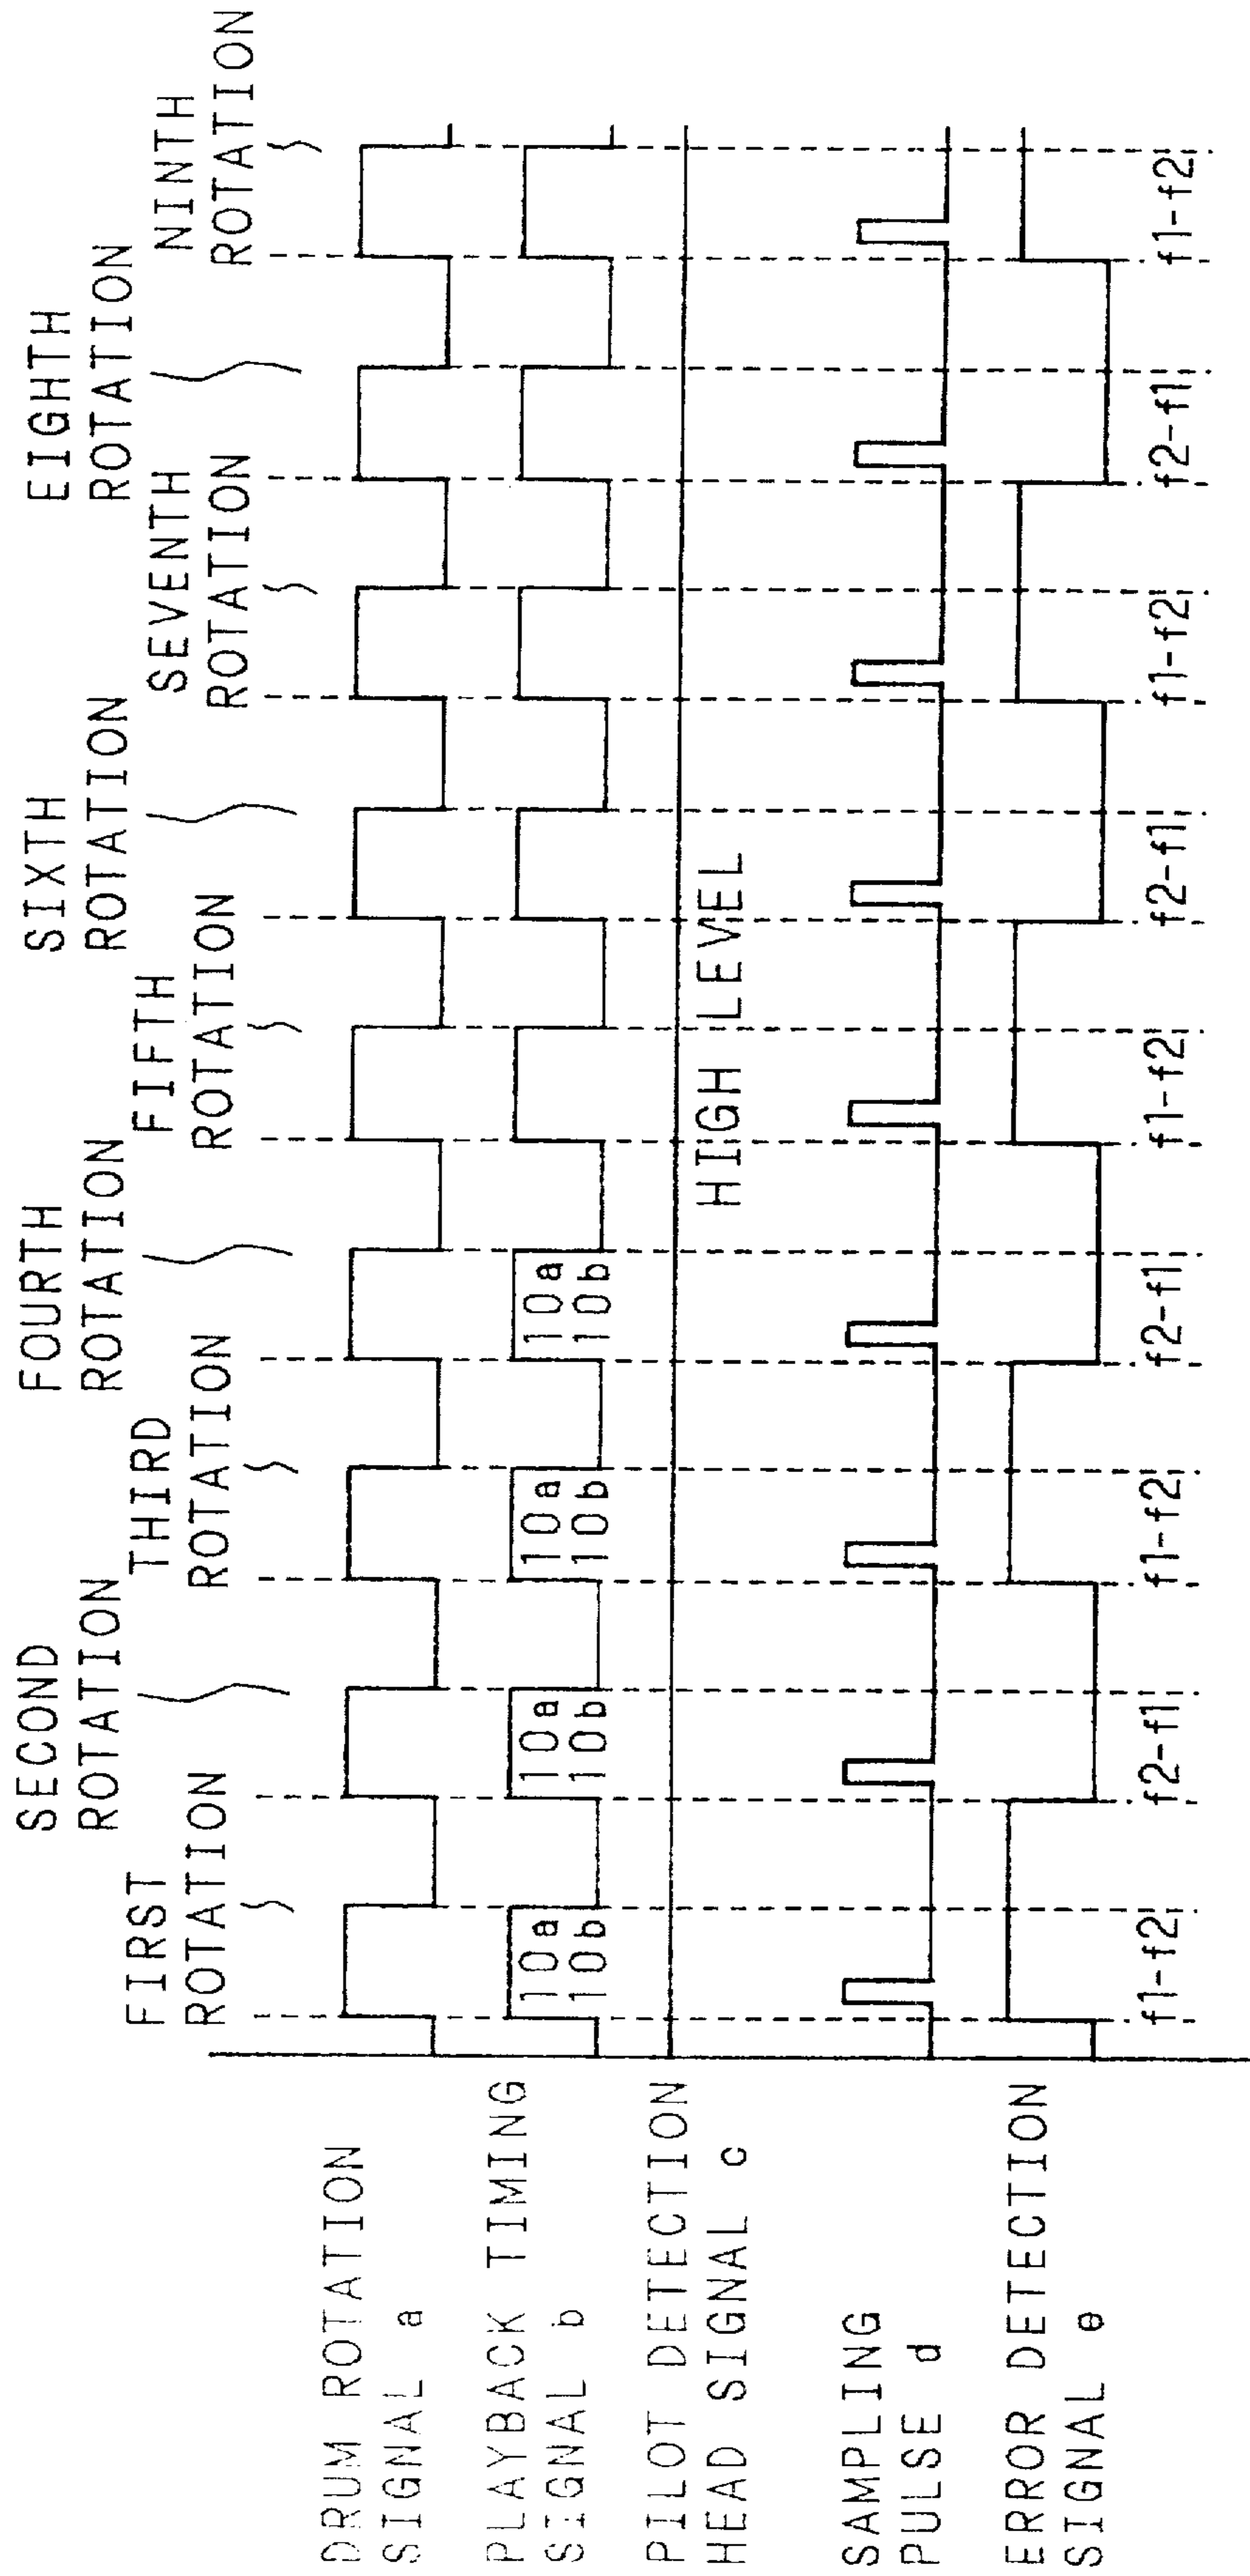 FIRST
ROTATION
SECOND
ROTATION
THIRD
ROTATION
FOURTH
ROTATION
FIFTH
ROTATION
SIXTH
ROTATION
SEVENTH
ROTATION
EIGHTH
ROTATION
NINTH
ROTATION
DRUM ROTATION
SIGNAL a
PLAYBACK TIMING
SIGNAL b
10a
10b
10a
10b
10a
10b
10a
10b
PILOT DETECTION
HEAD SIGNAL c
HIGH LEVEL
SAMPLING
PULSE d
ERROR DETECTION
SIGNAL e
f1-f2
f2-f1
f1-f2
f2-f1
f1-f2
f2-f1
f1-f2
f2-f1
f1-f2